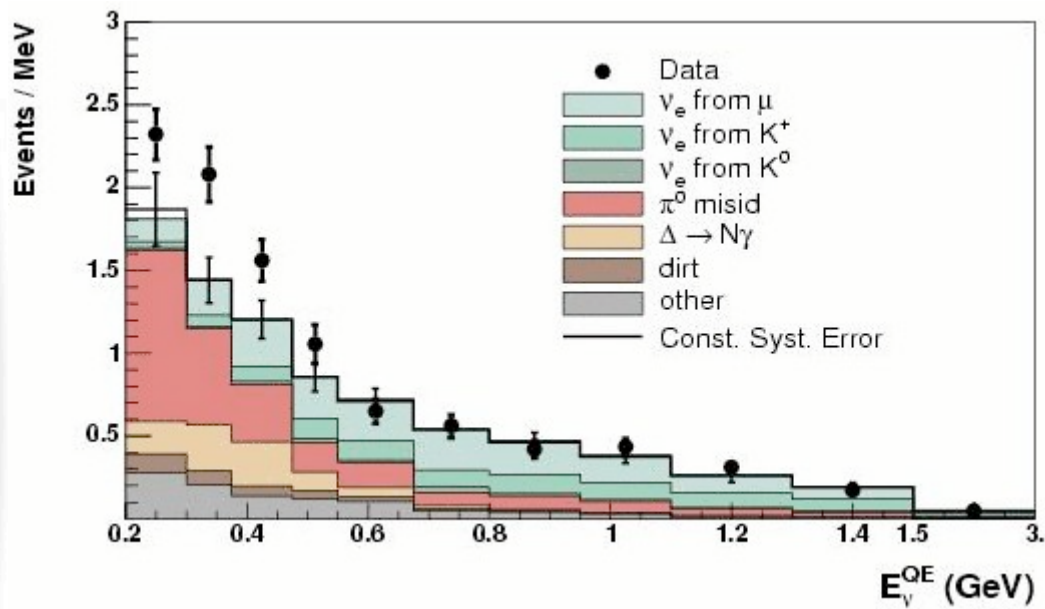 Events / MeV
3
2.5
2
1.5
1
0.5
Data
νe from μ
νe from K+
νe from K0
π0 misid
Δ → Nγ
dirt
other
Const. Syst. Error
0.2 0.4 0.6 0.8 1 1.2 1.4 1.5 3.
EνQE (GeV)